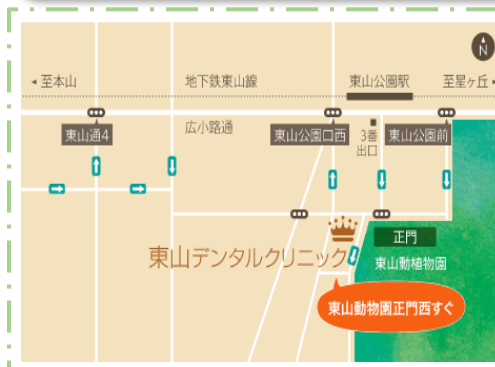 N
至本山
地下鉄東山線
東山公園駅
至星ヶ丘
東山通4
広小路通
東山公園口西
3番
出口
東山公園前
正門
東山動植物園
東山デンタルクリニック
東山動物園正門西すぐ